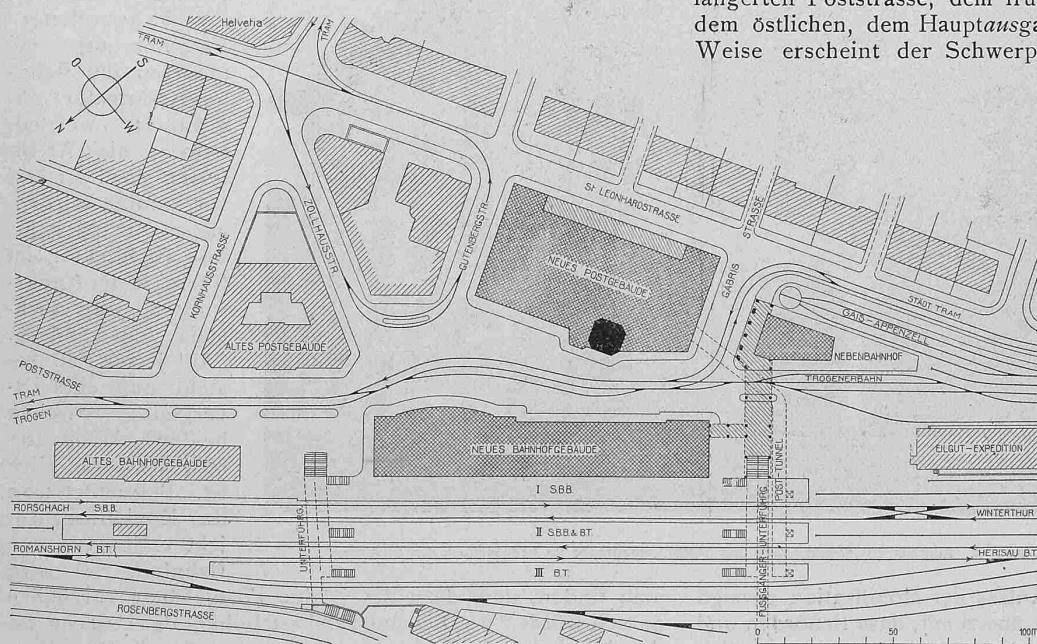 längerten Poststrasse, dem
dem östlichen, dem Hauptausga
Weise erscheint der Schwerp
Helvetia
TRAM
TRAM
S
O
W
N
ST LEONHARDSTRASSE
STRASSE
ZOLLHAUSSTR.
GUTENBERGSTR.
KORNHAUSSTRASSE
NEUES POSTGEBÄUDE
GÄBRIS
STÄDT. TRAM
GAIS-APPENZELL
ALTES POSTGEBÄUDE
NEBENBAHNHOF
POSTSTRASSE
TROGENERBAHN
TRAM
TROGEN
ALTES BAHNHOFGEBÄUDE
NEUES BAHNHOFGEBÄUDE
EILGUT-EXPEDITION
POST-TUNNEL
UNTERFÜHRG.
FUSSGÄNGER-UNTERFÜHRG.
I S.B.B.
RORSCHACH S.B.B.
WINTERTHUR
II S.B.B. & B.T.
ROMANSHORN B.T.
HERISAU B.T.
III B.T.
ROSENBERGSTRASSE
0 50 100m